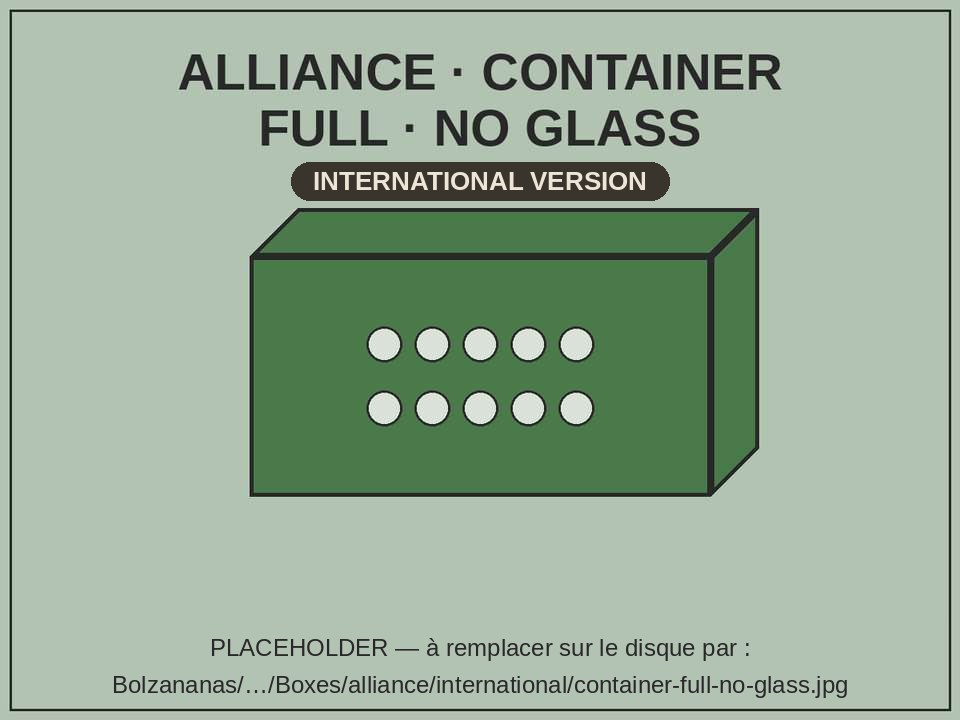 ALLIANCE · CONTAINER
FULL · NO GLASS
INTERNATIONAL VERSION
PLACEHOLDER — à remplacer sur le disque par :
Bolzananas/…/Boxes/alliance/international/container-full-no-glass.jpg